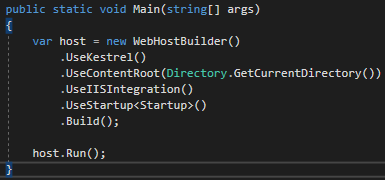 public static void Main(string[] args)
{
    var host = new WebHostBuilder()
        .UseKestrel()
        .UseContentRoot(Directory.GetCurrentDirectory())
        .UseIISIntegration()
        .UseStartup<Startup>()
        .Build();

    host.Run();
}